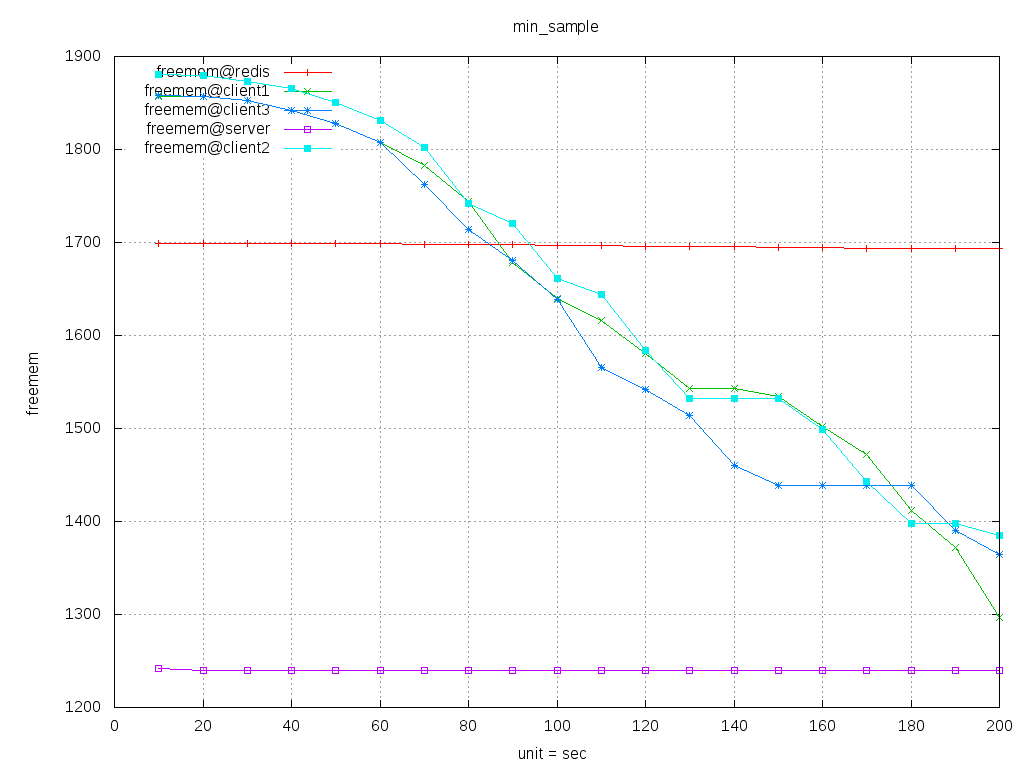 min_sample
1900
1800
1700
1600
1500
1400
1300
1200
freemem
freemem@redis
freemem@client1
freemem@client3
freemem@server
freemem@client2
0 20 40 60 80 100 120 140 160 180 200
unit = sec